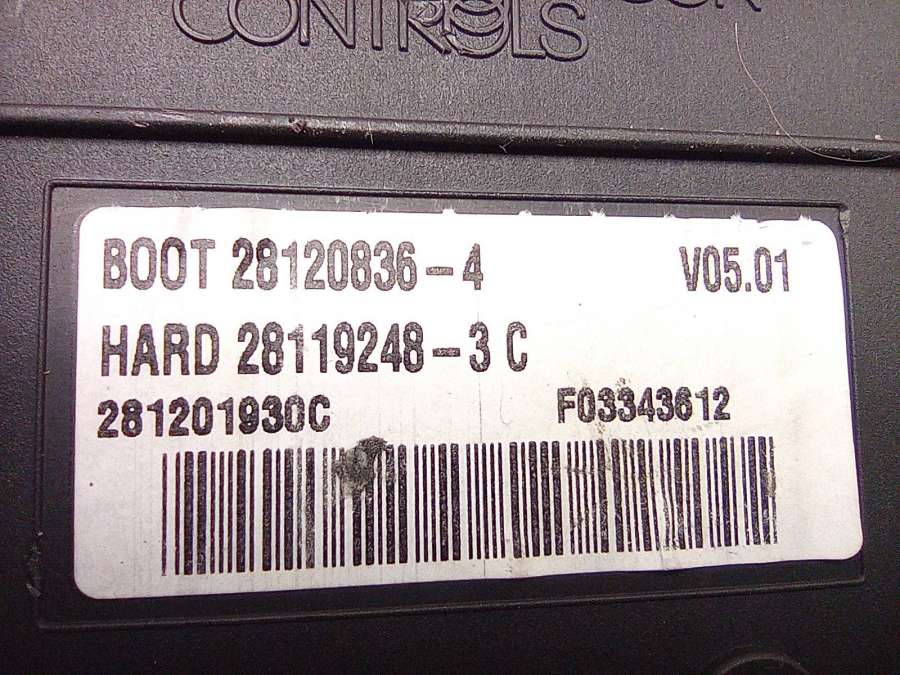 CONTROLS
BOOT 28120836-4 V05.01
HARD 28119248-3 C
281201930C F03343612